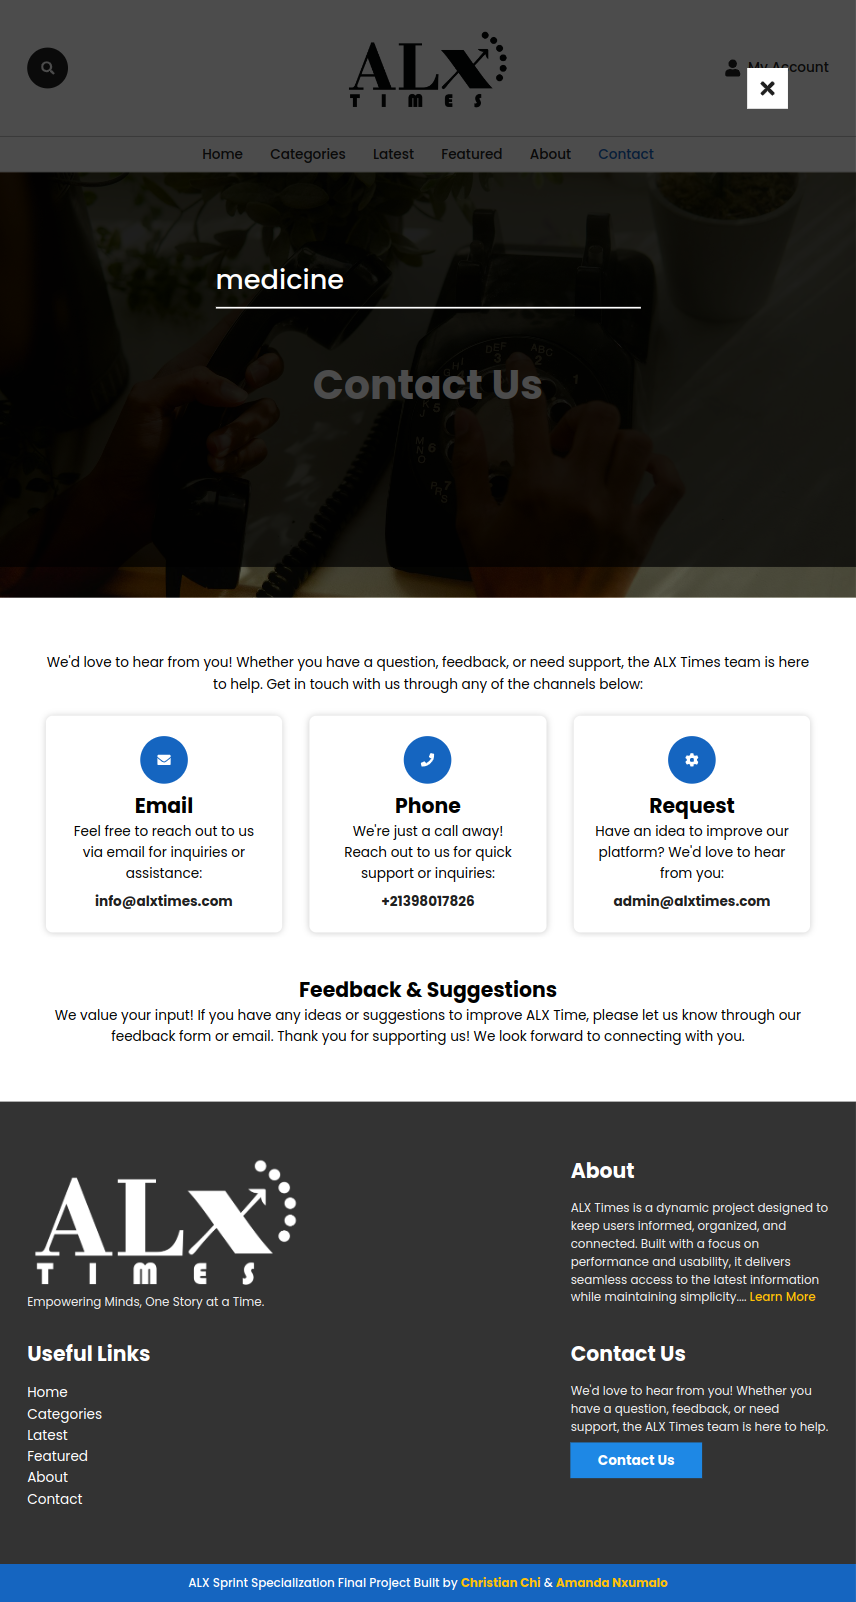 ALX
TIMES
My Account
Home Categories Latest Featured About Contact
medicine
Contact Us
We'd love to hear from you! Whether you have a question, feedback, or need support, the ALX Times team is here
to help. Get in touch with us through any of the channels below:
Email
Feel free to reach out to us
via email for inquiries or
assistance:
info@alxtimes.com
Phone
We're just a call away!
Reach out to us for quick
support or inquiries:
+21398017826
Request
Have an idea to improve our
platform? We'd love to hear
from you:
admin@alxtimes.com
Feedback & Suggestions
We value your input! If you have any ideas or suggestions to improve ALX Time, please let us know through our
feedback form or email. Thank you for supporting us! We look forward to connecting with you.
ALX
TIMES
Empowering Minds, One Story at a Time.
About
ALX Times is a dynamic project designed to
keep users informed, organized, and
connected. Built with a focus on
performance and usability, it delivers
seamless access to the latest information
while maintaining simplicity.... Learn More
Useful Links
Home
Categories
Latest
Featured
About
Contact
Contact Us
We'd love to hear from you! Whether you
have a question, feedback, or need
support, the ALX Times team is here to help.
Contact Us
ALX Sprint Specialization Final Project Built by Christian Chi & Amanda Nxumalo